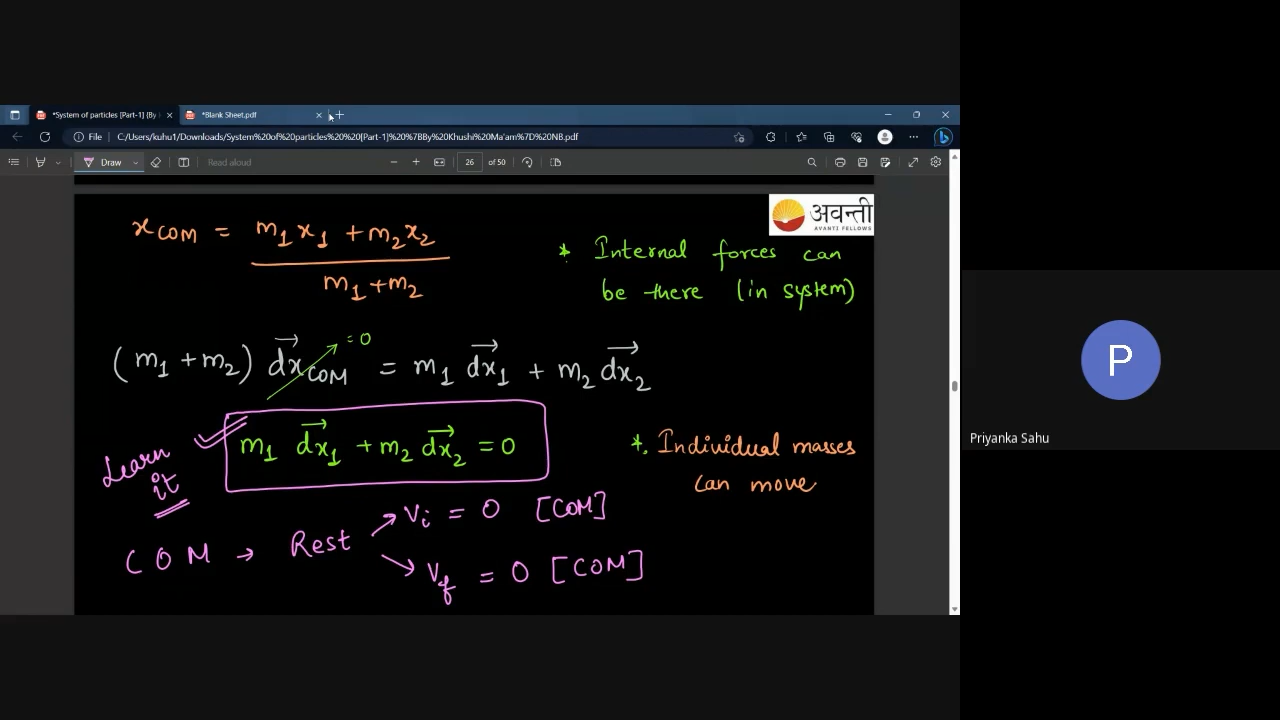 *System of particles [Part-1] (By I
*Blank Sheet.pdf
File
C:/Users/kuhu1/Downloads/System%20of%20particles%20%20[Part-1]%20%7BBy%20Khushi%20Ma'am%7D%20NB.pdf
Draw
Read aloud
26 of 50
x COM = m₁x₁ + m₂x₂
m₁ + m₂
अवन्ती
AVANTI FELLOWS
* Internal forces can
be there (in system)
= 0
(m₁ + m₂) dx⃗ COM = m₁ dx⃗₁ + m₂ dx⃗₂
Learn
it
m₁ dx⃗₁ + m₂ dx⃗₂ = 0
*. Individual masses
can move
COM → Rest
Vi = 0 [COM]
Vf = 0 [COM]
P
Priyanka Sahu